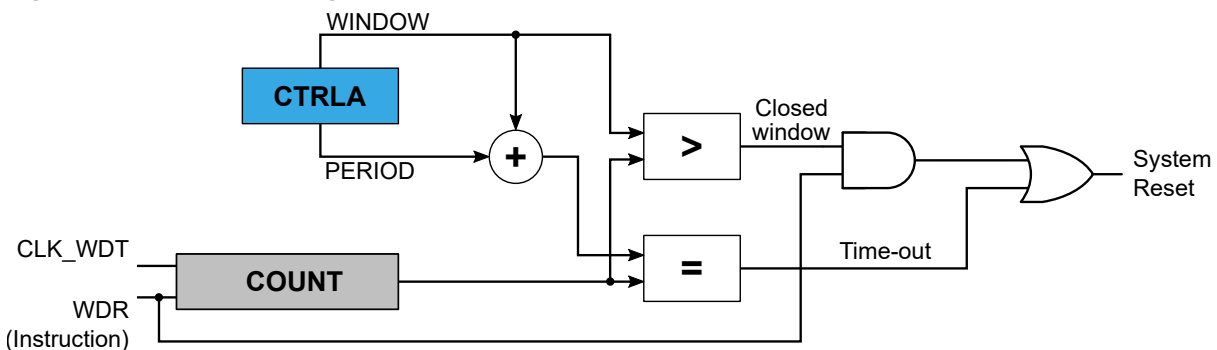 WINDOW
CTRLA
PERIOD
+
>
Closed
window
System
Reset
CLK_WDT
COUNT
=
Time-out
WDR
(Instruction)